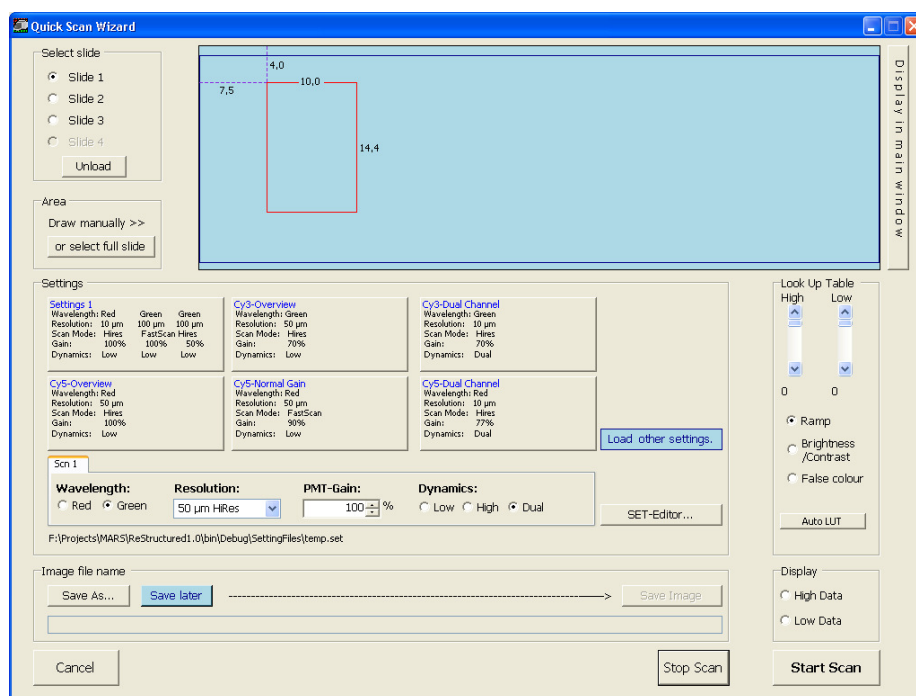 Quick Scan Wizard
Select slide
Slide 1
Slide 2
Slide 3
Slide 4
Unload
Area
Draw manually >>
or select full slide
4,0
7,5
10,0
14,4
Display in main window
Settings
Settings 1
Wavelength: Red Green Green
Resolution: 10 µm 100 µm 100 µm
Scan Mode: Hires FastScan Hires
Gain: 100% 100% 50%
Dynamics: Low Low Low
Cy3-Overview
Wavelength: Green
Resolution: 50 µm
Scan Mode: Hires
Gain: 70%
Dynamics: Low
Cy3-Dual Channel
Wavelength: Green
Resolution: 10 µm
Scan Mode: Hires
Gain: 70%
Dynamics: Dual
Cy5-Overview
Wavelength: Red
Resolution: 50 µm
Scan Mode: Hires
Gain: 100%
Dynamics: Low
Cy5-Normal Gain
Wavelength: Red
Resolution: 50 µm
Scan Mode: FastScan
Gain: 90%
Dynamics: Low
Cy5-Dual Channel
Wavelength: Red
Resolution: 10 µm
Scan Mode: Hires
Gain: 77%
Dynamics: Dual
Load other settings.
Scn 1
Wavelength: Resolution: PMT-Gain: Dynamics:
Red Green 50 µm HiRes 100 % Low High Dual
SET-Editor...
F:\Projects\MARS\ReStructured1.0\bin\Debug\SettingFiles\temp.set
Look Up Table
High Low
0 0
Ramp
Brightness
/Contrast
False colour
Auto LUT
Image file name
Save As... Save later Save Image
Display
High Data
Low Data
Cancel Stop Scan Start Scan